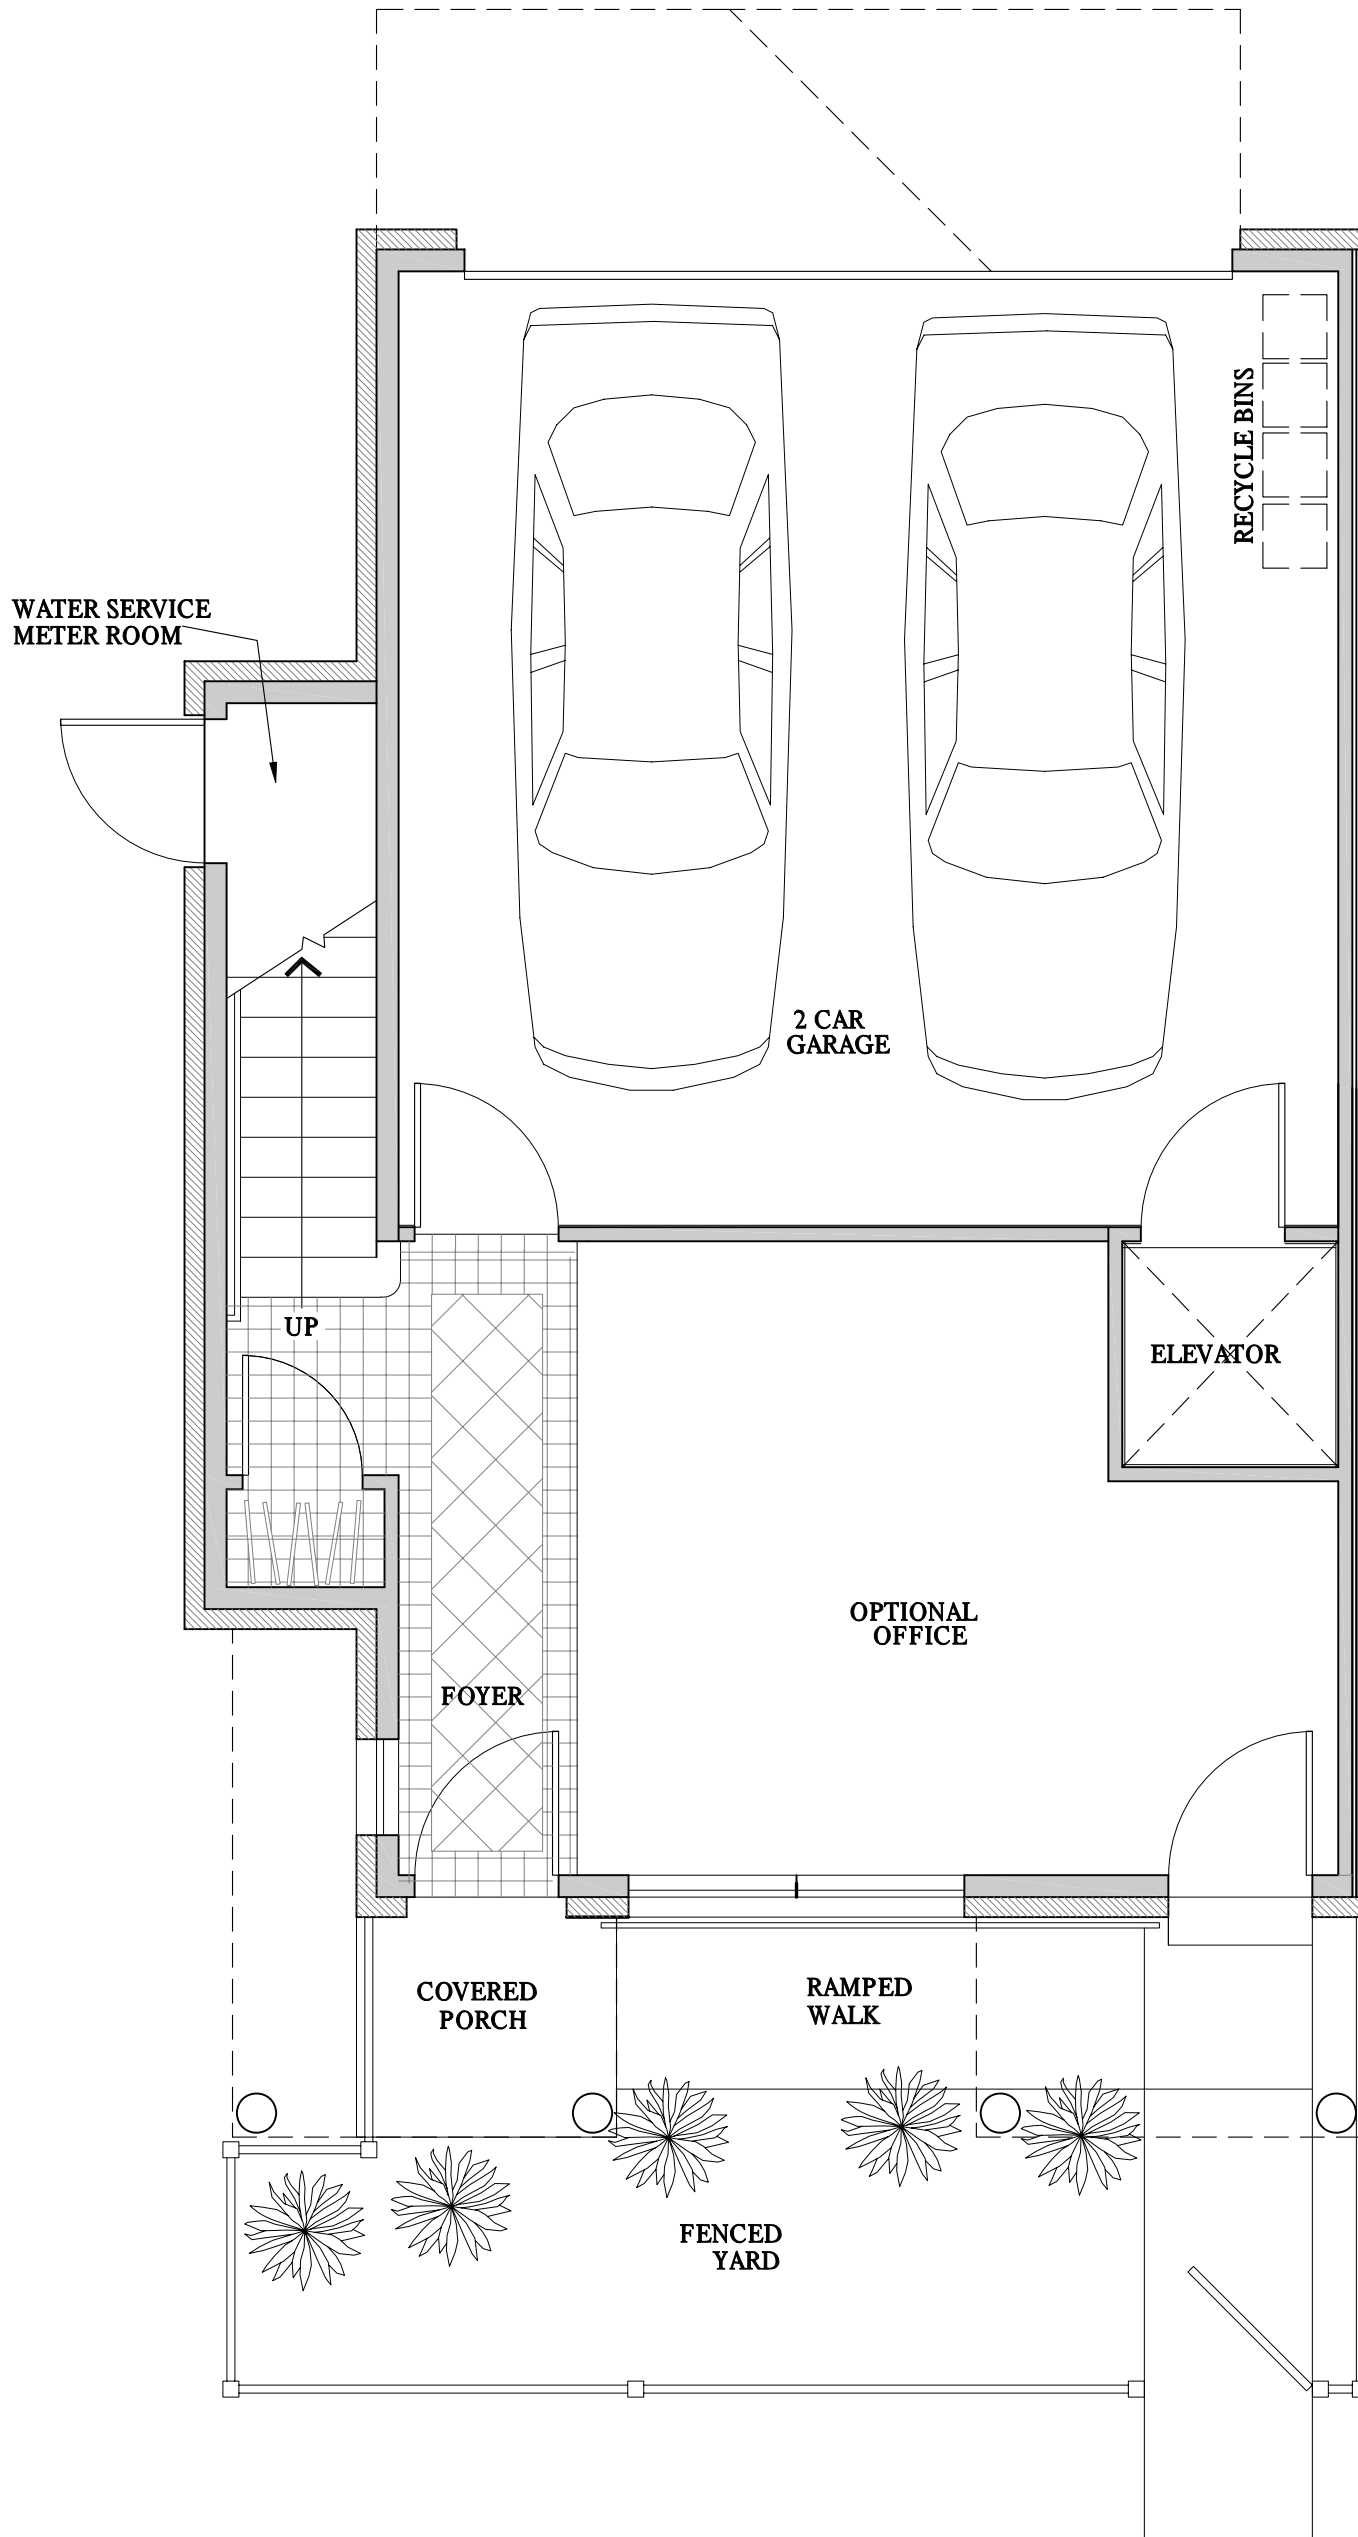 RECYCLE BINS
WATER SERVICE
METER ROOM
2 CAR
GARAGE
UP
ELEVATOR
OPTIONAL
OFFICE
FOYER
COVERED
PORCH
RAMPED
WALK
FENCED
YARD